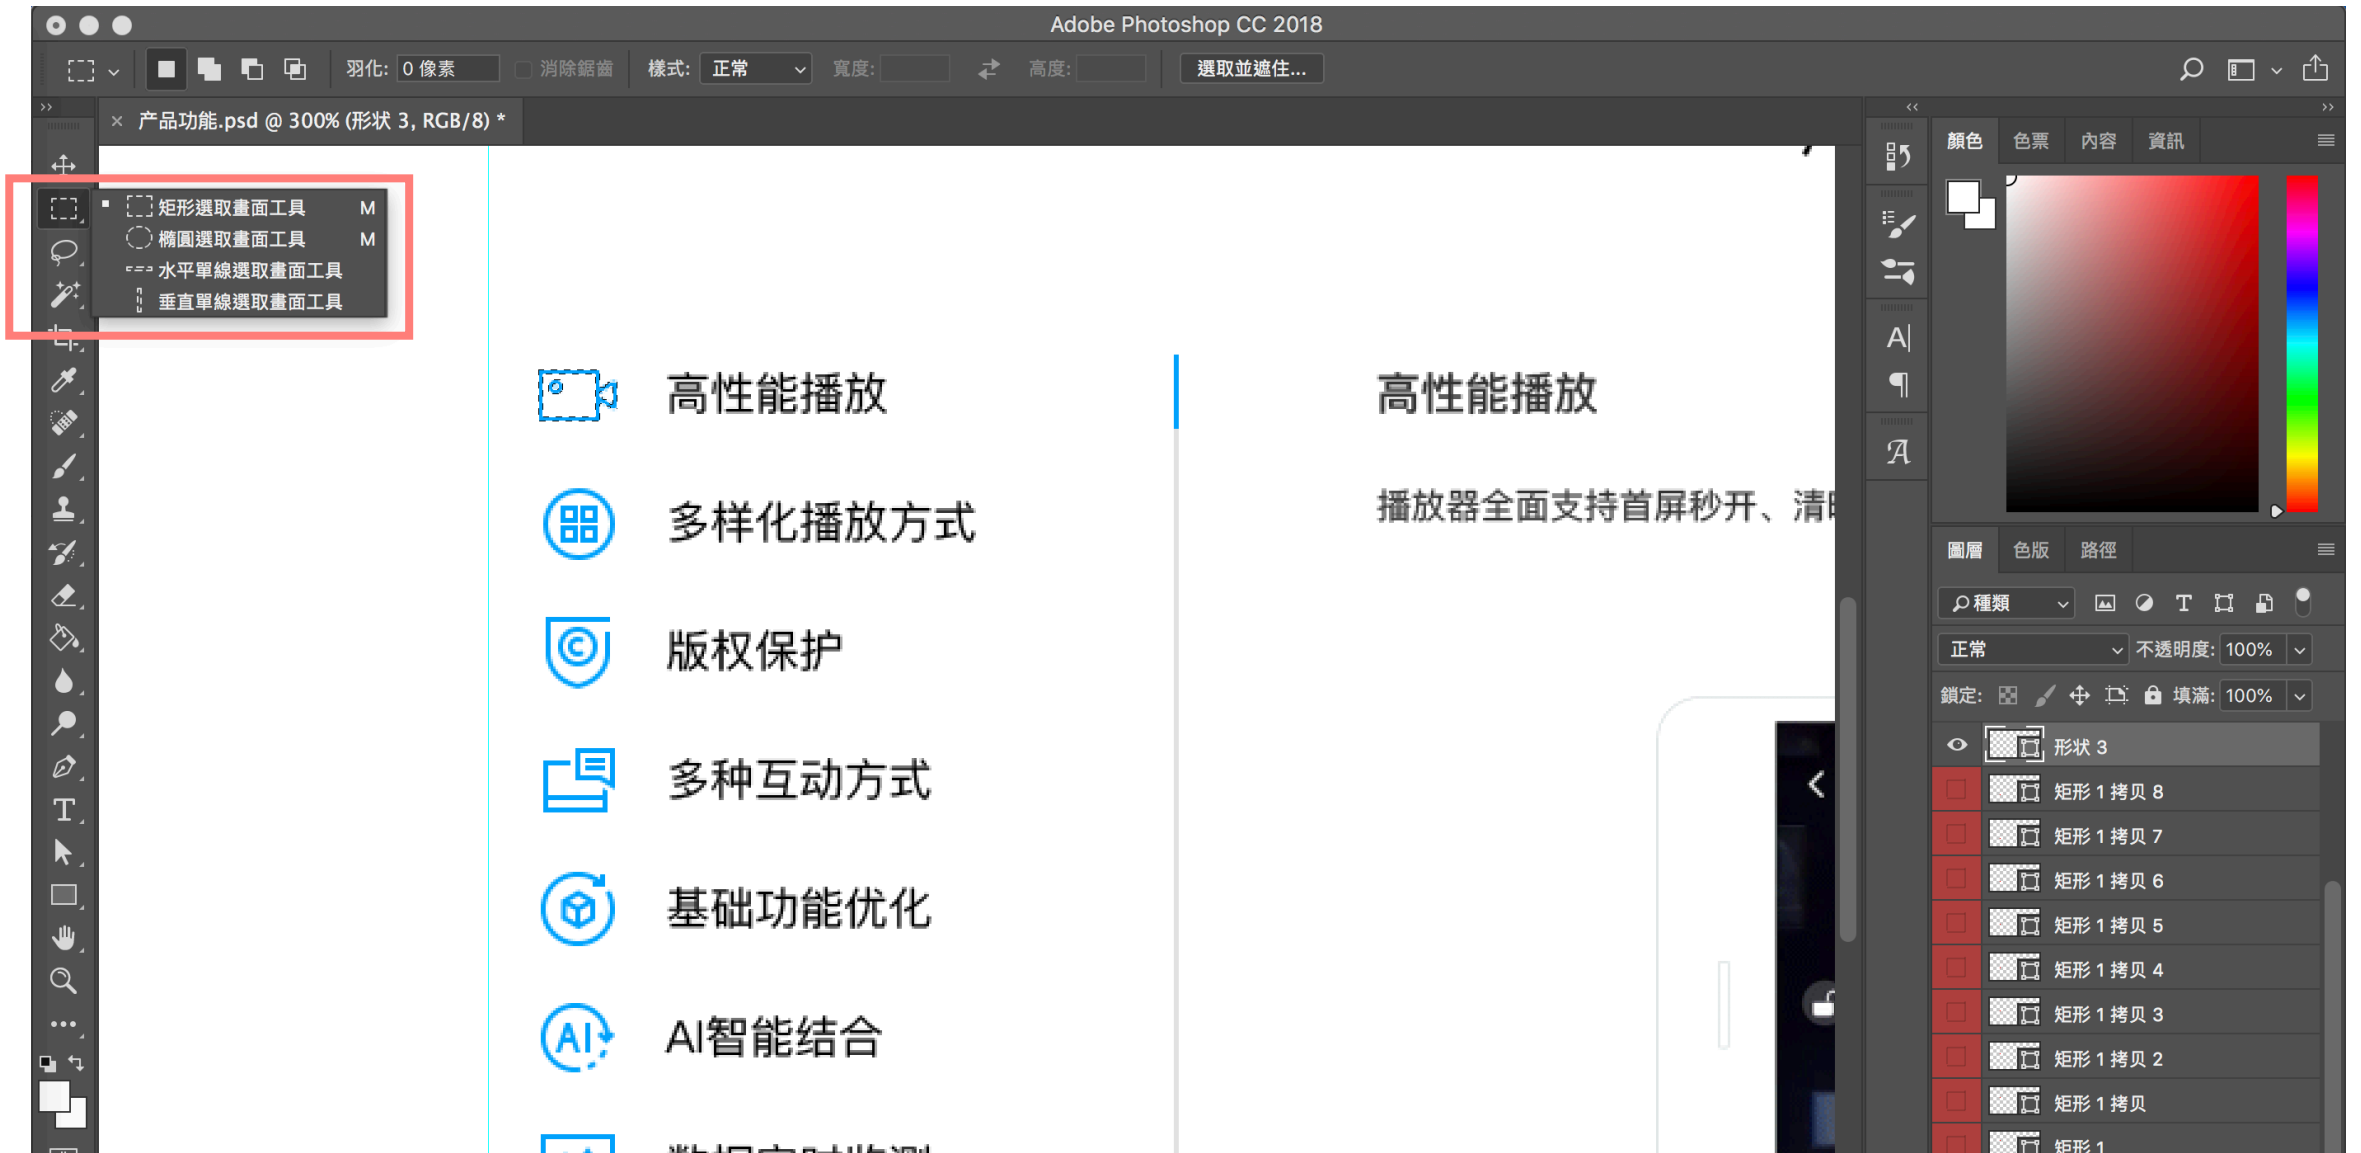 Adobe Photoshop CC 2018
羽化: 0 像素 消除鋸齒 樣式: 正常 寬度: 高度: 選取並遮住...
产品功能.psd @ 300% (形状 3, RGB/8) *
矩形選取畫面工具 M
橢圓選取畫面工具 M
水平單線選取畫面工具
垂直單線選取畫面工具
高性能播放
多样化播放方式
版权保护
多种互动方式
基础功能优化
AI
AI智能结合
高性能播放
播放器全面支持首屏秒开、清
顏色 色票 內容 資訊
圖層 色版 路徑
種類
正常 不透明度: 100%
鎖定: 填滿: 100%
形状 3
矩形 1 拷贝 8
矩形 1 拷贝 7
矩形 1 拷贝 6
矩形 1 拷贝 5
矩形 1 拷贝 4
矩形 1 拷贝 3
矩形 1 拷贝 2
矩形 1 拷贝
矩形 1